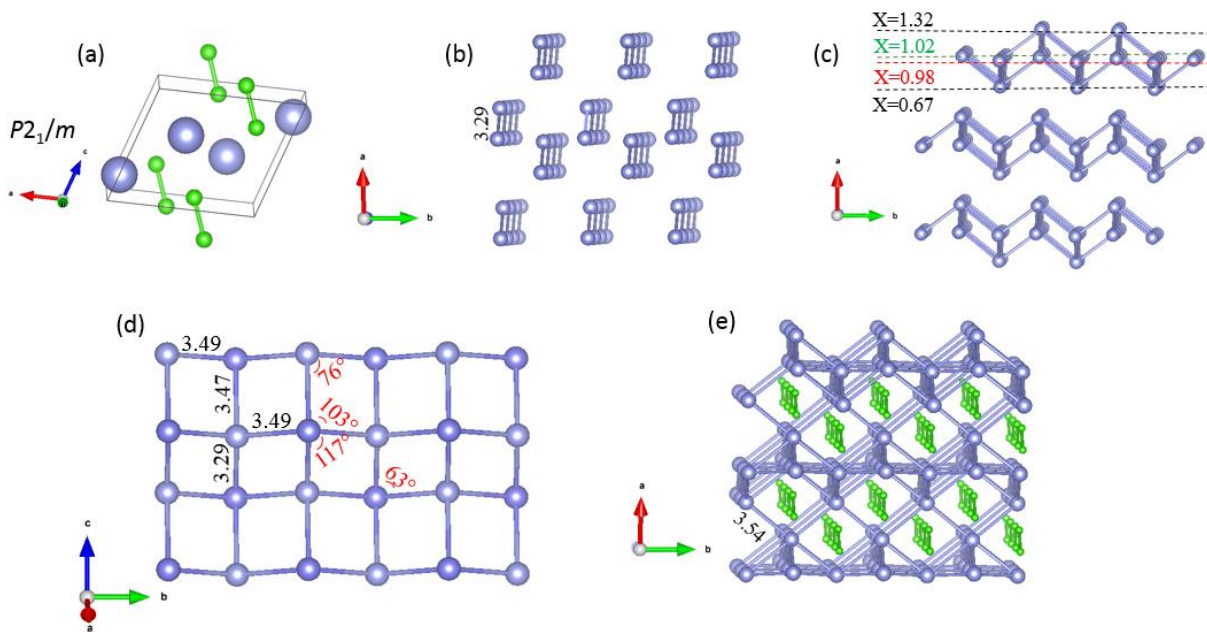 (a)
P2₁/m
c
a
b
(b)
3.29
a
b
(c)
X=1.32
X=1.02
X=0.98
X=0.67
a
b
(d)
3.49
3.47
76°
3.49
103°
117°
3.29
63°
c
b
a
(e)
3.54
a
b